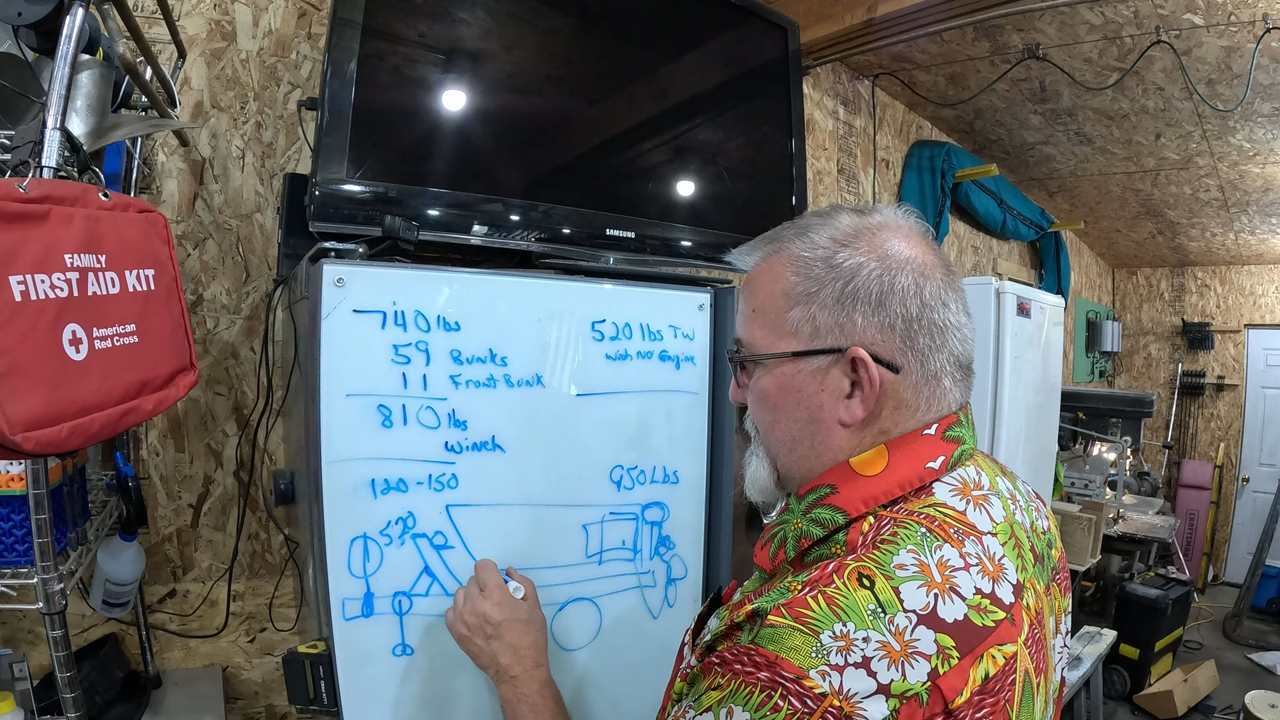 FAMILY
FIRST AID KIT
American
Red Cross
SAMSUNG
740 lbs
59 Bunks
11 Front Bunk
810 lbs
winch
120-150
520 lbs TW
with No Engine
950 Lbs
520
CRAFTSMAN